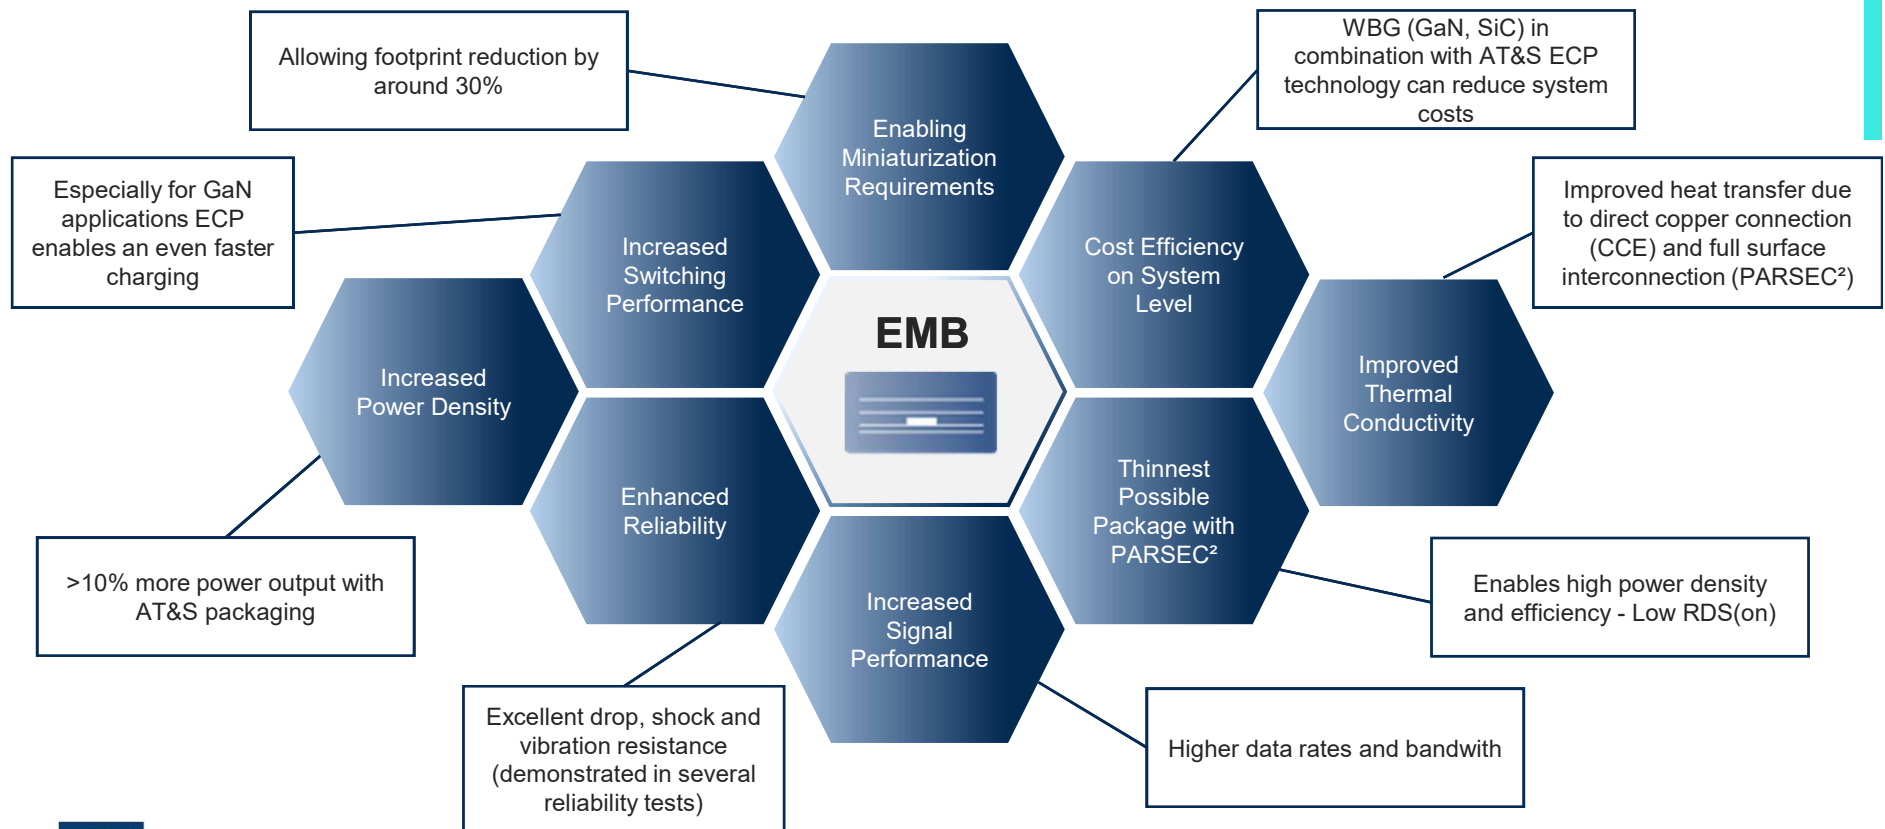 Allowing footprint reduction by
around 30%
WBG (GaN, SiC) in
combination with AT&S ECP
technology can reduce system
costs
Enabling
Miniaturization
Requirements
Especially for GaN
applications ECP
enables an even faster
charging
Increased
Switching
Performance
Cost Efficiency
on System
Level
Improved heat transfer due
to direct copper connection
(CCE) and full surface
interconnection (PARSEC²)
EMB
Increased
Power Density
Improved
Thermal
Conductivity
Enhanced
Reliability
Thinnest
Possible
Package with
PARSEC²
>10% more power output with
AT&S packaging
Increased
Signal
Performance
Enables high power density
and efficiency - Low RDS(on)
Excellent drop, shock and
vibration resistance
(demonstrated in several
reliability tests)
Higher data rates and bandwith